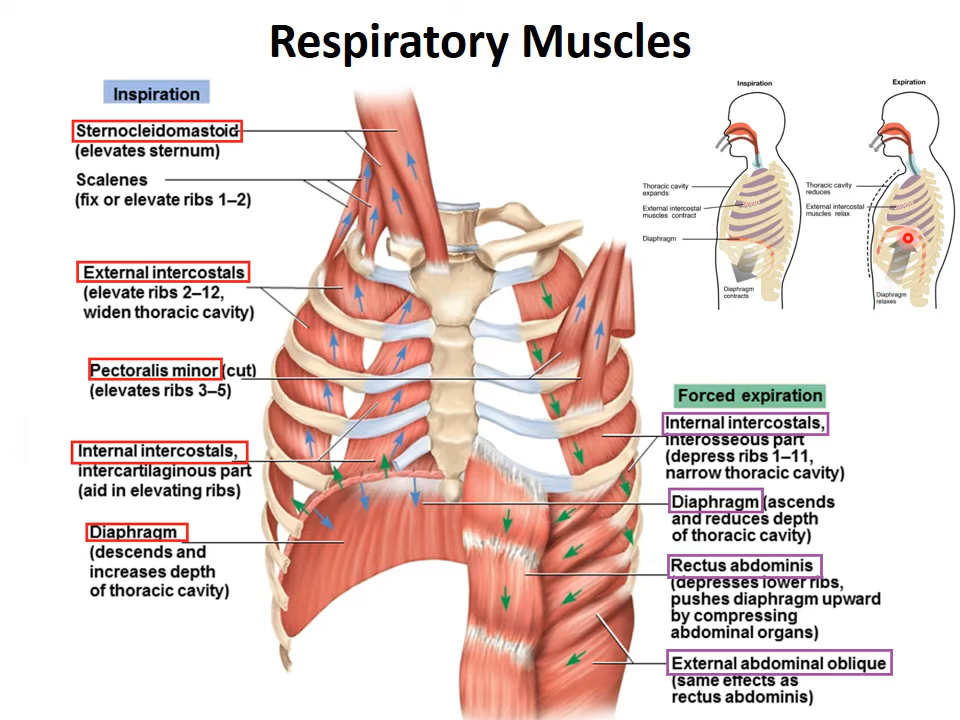 Respiratory Muscles
Inspiration
Sternocleidomastoid
(elevates sternum)
Scalenes
(fix or elevate ribs 1–2)
External intercostals
(elevate ribs 2–12,
widen thoracic cavity)
Pectoralis minor (cut)
(elevates ribs 3–5)
Internal intercostals,
intercartilaginous part
(aid in elevating ribs)
Diaphragm
(descends and
increases depth
of thoracic cavity)
Inspiration
Thoracic cavity
expands
External intercostal
muscles contract
Diaphragm
Diaphragm
contracts
Expiration
Thoracic cavity
reduces
External intercostal
muscles relax
Diaphragm
relaxes
Forced expiration
Internal intercostals,
interosseous part
(depress ribs 1–11,
narrow thoracic cavity)
Diaphragm (ascends
and reduces depth
of thoracic cavity)
Rectus abdominis
(depresses lower ribs,
pushes diaphragm upward
by compressing
abdominal organs)
External abdominal oblique
(same effects as
rectus abdominis)